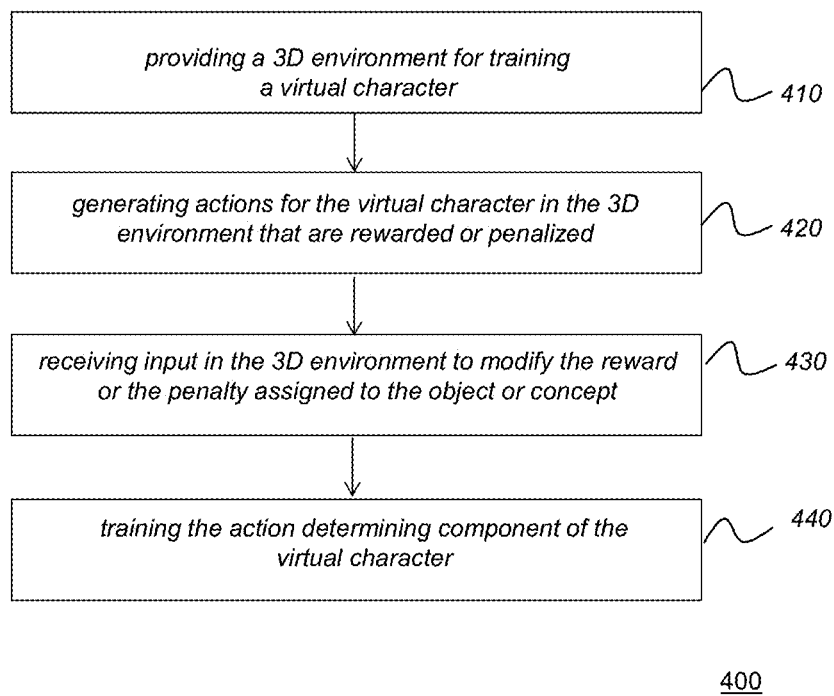 providing a 3D environment for training
a virtual character
410
generating actions for the virtual character in the 3D
environment that are rewarded or penalized
420
receiving input in the 3D environment to modify the reward
or the penalty assigned to the object or concept
430
training the action determining component of the
virtual character
440
400